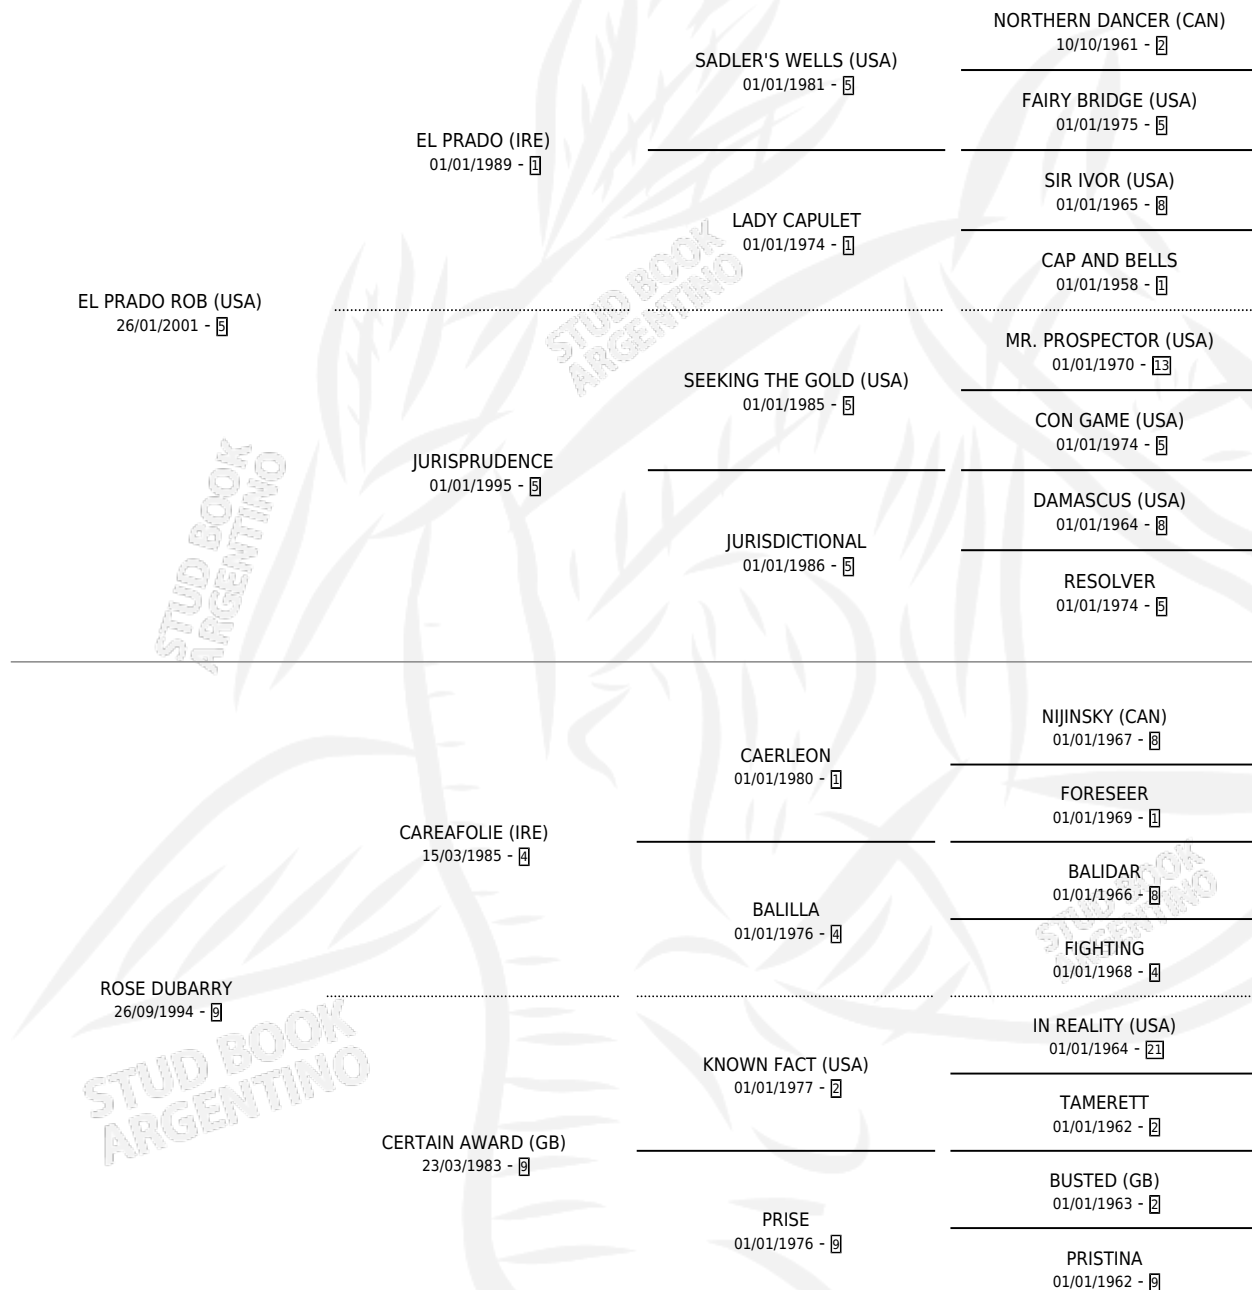 NORTHERN DANCER (CAN)
10/10/1961 - 2
SADLER'S WELLS (USA)
01/01/1981 - 5
FAIRY BRIDGE (USA)
01/01/1975 - 5
EL PRADO (IRE)
01/01/1989 - 1
SIR IVOR (USA)
01/01/1965 - 8
LADY CAPULET
01/01/1974 - 1
CAP AND BELLS
01/01/1958 - 1
EL PRADO ROB (USA)
26/01/2001 - 5
MR. PROSPECTOR (USA)
01/01/1970 - 13
SEEKING THE GOLD (USA)
01/01/1985 - 5
CON GAME (USA)
01/01/1974 - 5
JURISPRUDENCE
01/01/1995 - 5
DAMASCUS (USA)
01/01/1964 - 8
JURISDICTIONAL
01/01/1986 - 5
RESOLVER
01/01/1974 - 5
NIJINSKY (CAN)
01/01/1967 - 8
CAERLEON
01/01/1980 - 1
FORESEER
01/01/1969 - 1
CAREAFOLIE (IRE)
15/03/1985 - 4
BALIDAR
01/01/1966 - 8
BALILLA
01/01/1976 - 4
FIGHTING
01/01/1968 - 4
ROSE DUBARRY
26/09/1994 - 9
IN REALITY (USA)
01/01/1964 - 21
KNOWN FACT (USA)
01/01/1977 - 2
TAMERETT
01/01/1962 - 2
CERTAIN AWARD (GB)
23/03/1983 - 9
BUSTED (GB)
01/01/1963 - 2
PRISE
01/01/1976 - 9
PRISTINA
01/01/1962 - 9
STUD BOOK
ARGENTINO
STUD BOOK
ARGENTINO
STUD BOOK
ARGENTINO
STUD BOOK
ARGENTINO